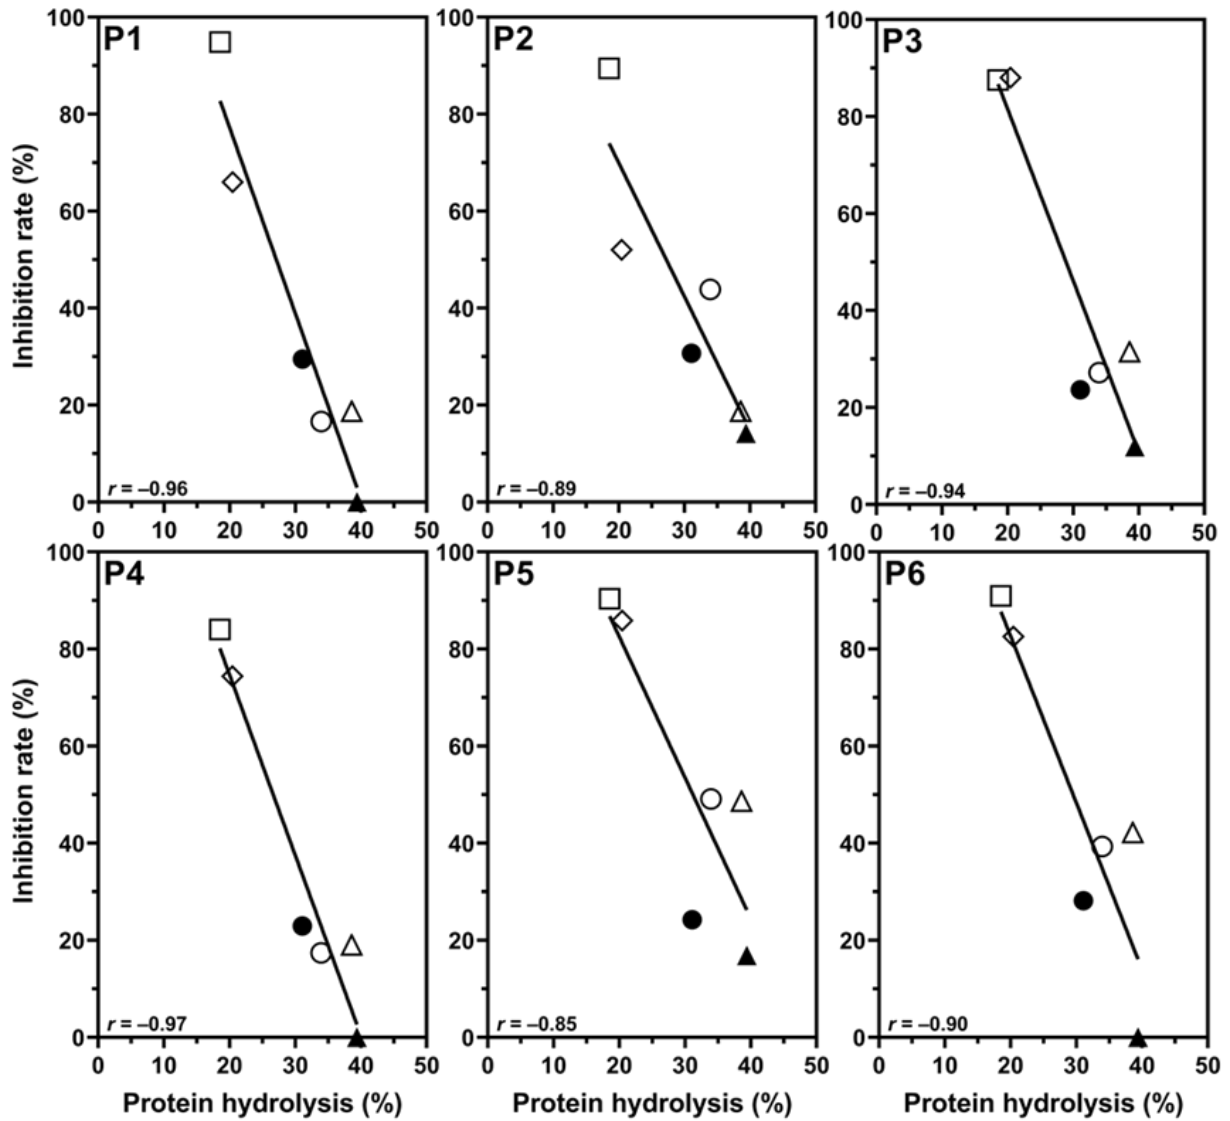 P1
P2
P3
100
80
60
40
20
0
Inhibition rate (%)
r = –0.96
0 10 20 30 40 50
100
80
60
40
20
0
r = –0.89
0 10 20 30 40 50
100
80
60
40
20
0
r = –0.94
0 10 20 30 40 50
P4
P5
P6
100
80
60
40
20
0
Inhibition rate (%)
r = –0.97
0 10 20 30 40 50
Protein hydrolysis (%)
100
80
60
40
20
0
r = –0.85
0 10 20 30 40 50
Protein hydrolysis (%)
100
80
60
40
20
0
r = –0.90
0 10 20 30 40 50
Protein hydrolysis (%)